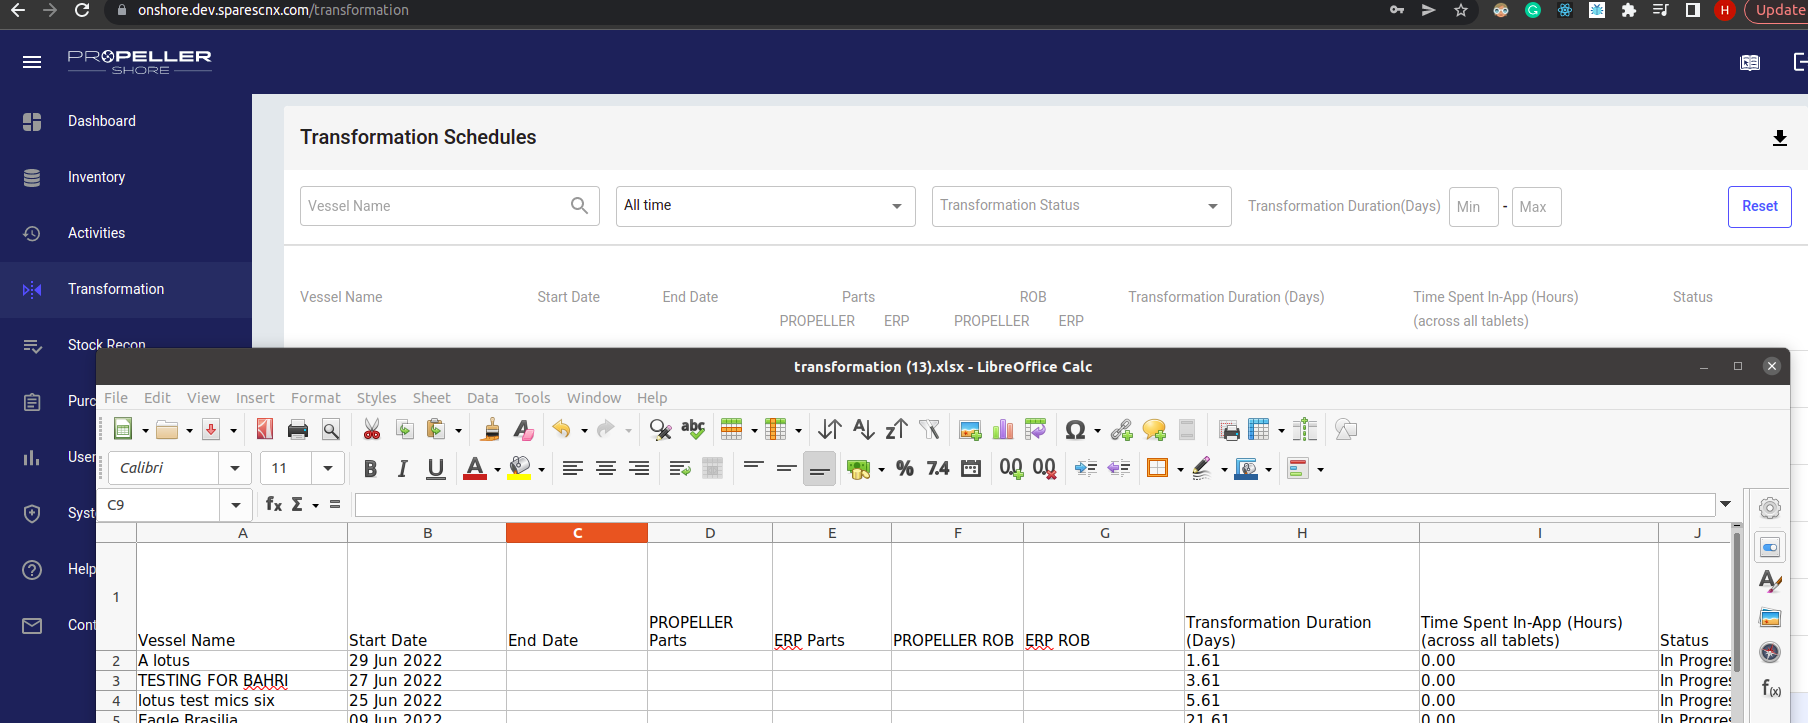 onshore.dev.sparescnx.com/transformation
H
Update
PROPELLER
SHORE
Dashboard
Inventory
Activities
Transformation
Stock Recon
Purc
User
Syst
Help
Cont
Transformation Schedules
Vessel Name
All time
Transformation Status
Transformation Duration(Days)
Min
-
Max
Reset
Vessel Name Start Date End Date Parts ROB Transformation Duration (Days) Time Spent In-App (Hours) Status
PROPELLER ERP PROPELLER ERP (across all tablets)
transformation (13).xlsx - LibreOffice Calc
File Edit View Insert Format Styles Sheet Data Tools Window Help
Calibri 11
C9
A B C D E F G H I J
1 Vessel Name Start Date End Date PROPELLER Parts ERP Parts PROPELLER ROB ERP ROB Transformation Duration (Days) Time Spent In-App (Hours) (across all tablets) Status
2 A lotus 29 Jun 2022 1.61 0.00 In Progres
3 TESTING FOR BAHRI 27 Jun 2022 3.61 0.00 In Progres
4 lotus test mics six 25 Jun 2022 5.61 0.00 In Progres
5 Eagle Brasilia 09 Jun 2022 21.61 0.00 In Progres